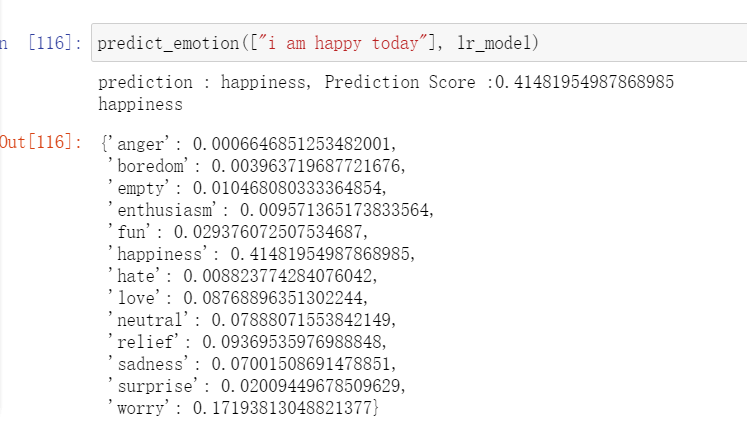 n [116]: predict_emotion(["i am happy today"], lr_model)
prediction : happiness, Prediction Score :0.41481954987868985
happiness
Out[116]: {'anger': 0.0006646851253482001,
'boredom': 0.003963719687721676,
'empty': 0.010468080333364854,
'enthusiasm': 0.009571365173833564,
'fun': 0.029376072507534687,
'happiness': 0.41481954987868985,
'hate': 0.008823774284076042,
'love': 0.08768896351302244,
'neutral': 0.07888071553842149,
'relief': 0.09369535976988848,
'sadness': 0.07001508691478851,
'surprise': 0.02009449678509629,
'worry': 0.17193813048821377}